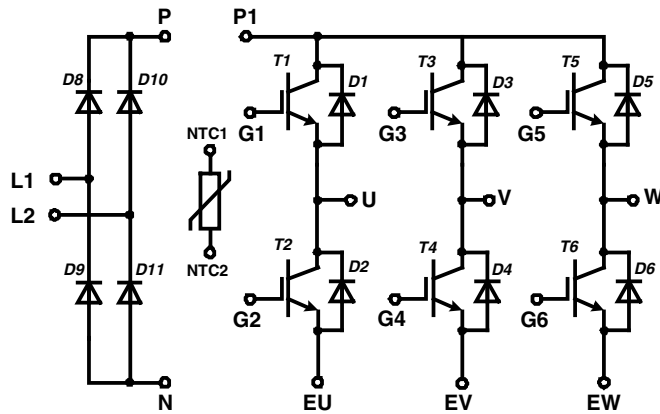 P P1
T1 T3 T5
D8 D10 D1 D3 D5
G1 G3 G5
NTC1
L1
U V W
L2
T2 T4 T6
D9 D11 NTC2 D2 D4 D6
G2 G4 G6
N EU EV EW